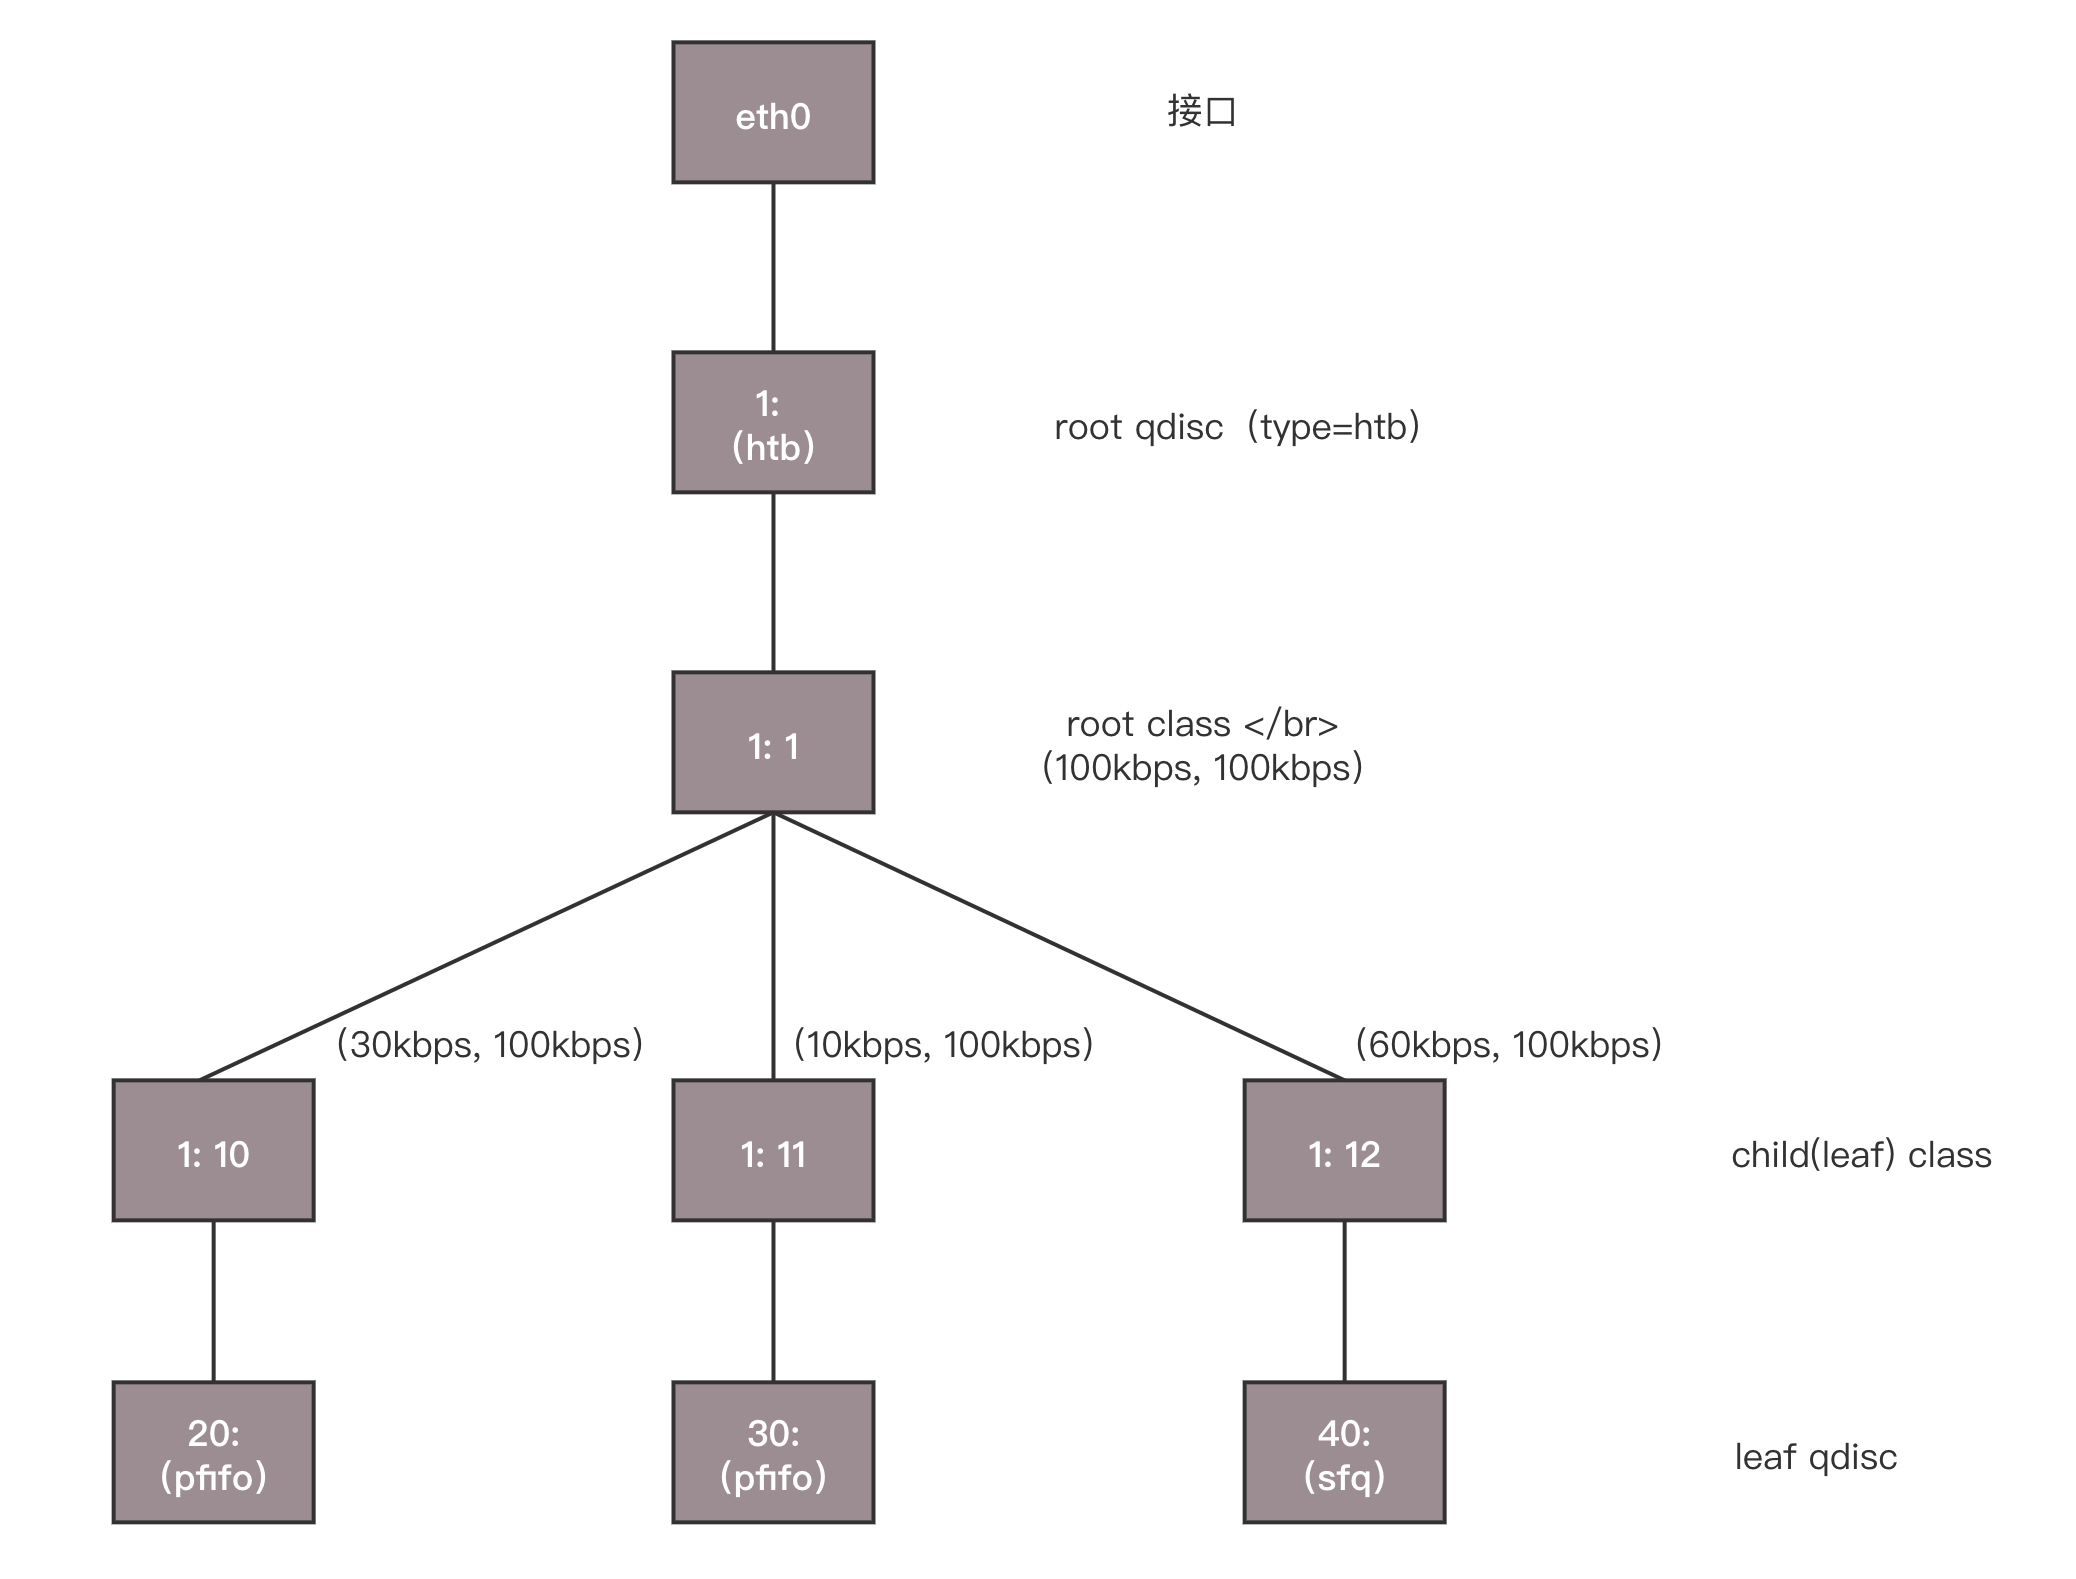 eth0
接口
1:
(htb)
root qdisc (type=htb)
1: 1
root class </br>
(100kbps, 100kbps)
(30kbps, 100kbps)
(10kbps, 100kbps)
(60kbps, 100kbps)
1: 10
1: 11
1: 12
child(leaf) class
20:
(pfifo)
30:
(pfifo)
40:
(sfq)
leaf qdisc